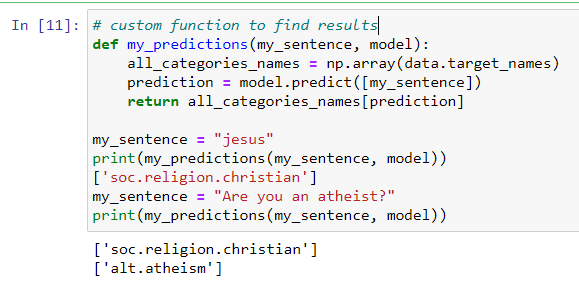 In [11]: # custom function to find results
def my_predictions(my_sentence, model):
    all_categories_names = np.array(data.target_names)
    prediction = model.predict([my_sentence])
    return all_categories_names[prediction]

my_sentence = "jesus"
print(my_predictions(my_sentence, model))
['soc.religion.christian']
my_sentence = "Are you an atheist?"
print(my_predictions(my_sentence, model))

['soc.religion.christian']
['alt.atheism']